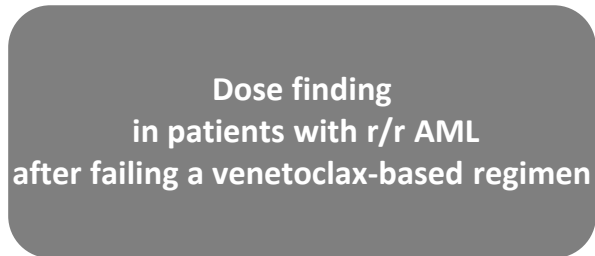 Dose finding
in patients with r/r AML
after failing a venetoclax-based regimen